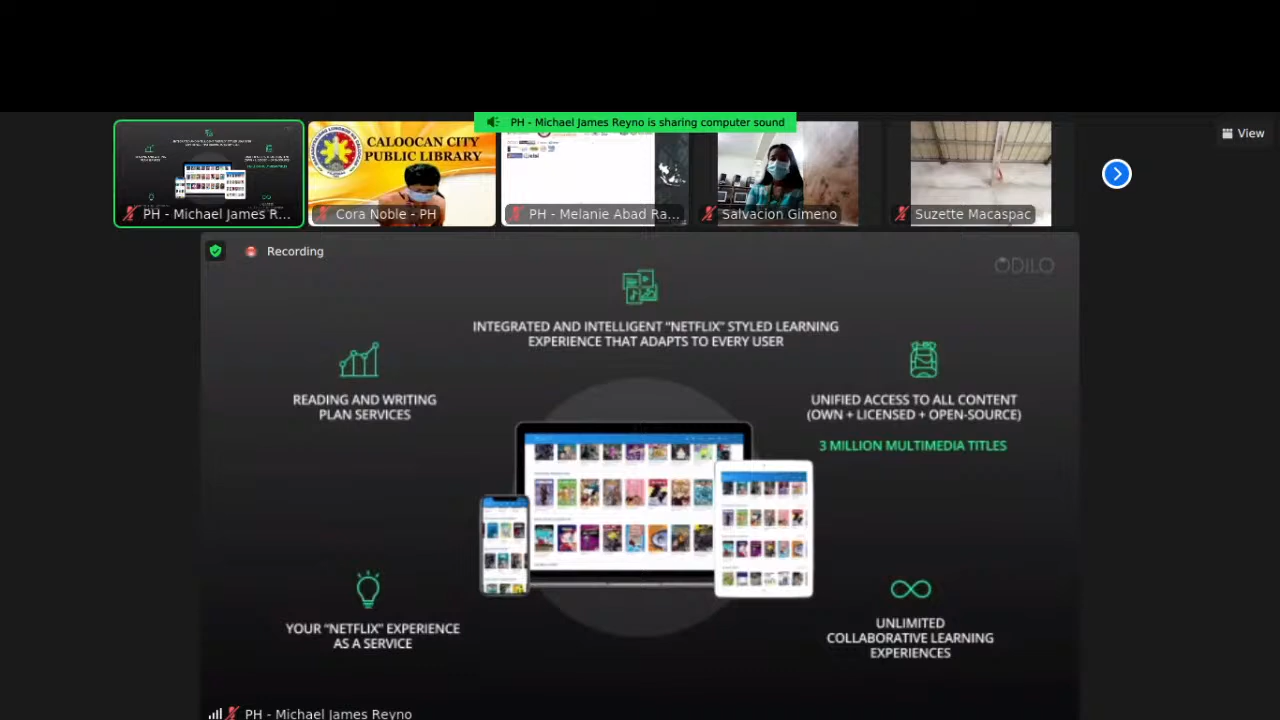 PH - Michael James Reyno is sharing computer sound
View
CALOOCAN CITY
PUBLIC LIBRARY
PH - Michael James R...
Cora Noble - PH
PH - Melanie Abad Ra...
Salvacion Gimeno
Suzette Macaspac
Recording
ODILO
INTEGRATED AND INTELLIGENT "NETFLIX" STYLED LEARNING
EXPERIENCE THAT ADAPTS TO EVERY USER
READING AND WRITING
PLAN SERVICES
UNIFIED ACCESS TO ALL CONTENT
(OWN + LICENSED + OPEN-SOURCE)
3 MILLION MULTIMEDIA TITLES
YOUR "NETFLIX" EXPERIENCE
AS A SERVICE
UNLIMITED
COLLABORATIVE LEARNING
EXPERIENCES
PH - Michael James Reyno